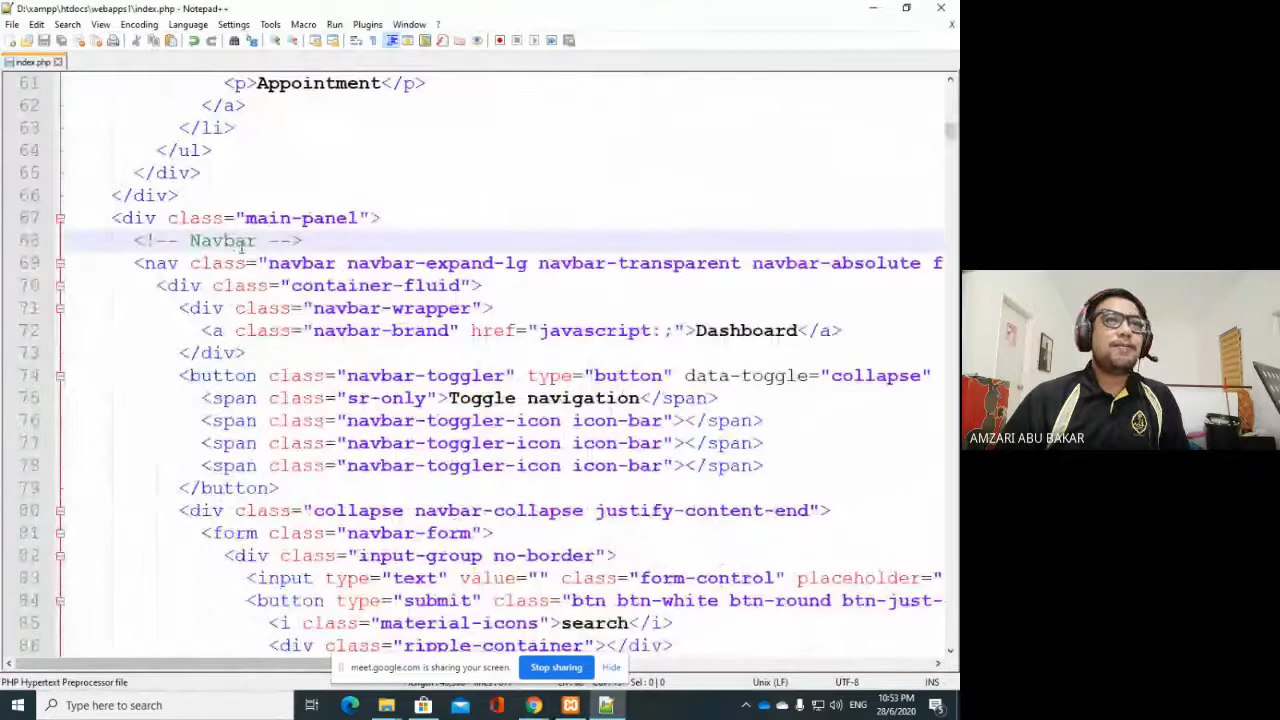 D:\xampp\htdocs\webapps1\index.php - Notepad++
File Edit Search View Encoding Language Settings Tools Macro Run Plugins Window ? X
index.php
61 <p>Appointment</p>
62 </a>
63 </li>
64 </ul>
65 </div>
66 </div>
67 <div class="main-panel">
68 <!-- Navbar -->
69 <nav class="navbar navbar-expand-lg navbar-transparent navbar-absolute f
70 <div class="container-fluid">
71 <div class="navbar-wrapper">
72 <a class="navbar-brand" href="javascript:;">Dashboard</a>
73 </div>
74 <button class="navbar-toggler" type="button" data-toggle="collapse"
75 <span class="sr-only">Toggle navigation</span>
76 <span class="navbar-toggler-icon icon-bar"></span>
77 <span class="navbar-toggler-icon icon-bar"></span>
78 <span class="navbar-toggler-icon icon-bar"></span>
79 </button>
80 <div class="collapse navbar-collapse justify-content-end">
81 <form class="navbar-form">
82 <div class="input-group no-border">
83 <input type="text" value="" class="form-control" placeholder="
84 <button type="submit" class="btn btn-white btn-round btn-just-
85 <i class="material-icons">search</i>
86 <div class="ripple-container"></div>
AMZARI ABU BAKAR
meet.google.com is sharing your screen. Stop sharing Hide
PHP Hypertext Preprocessor file Sel : 0 | 0 Unix (LF) UTF-8 INS
Type here to search
ENG
10:53 PM
28/6/2020
5